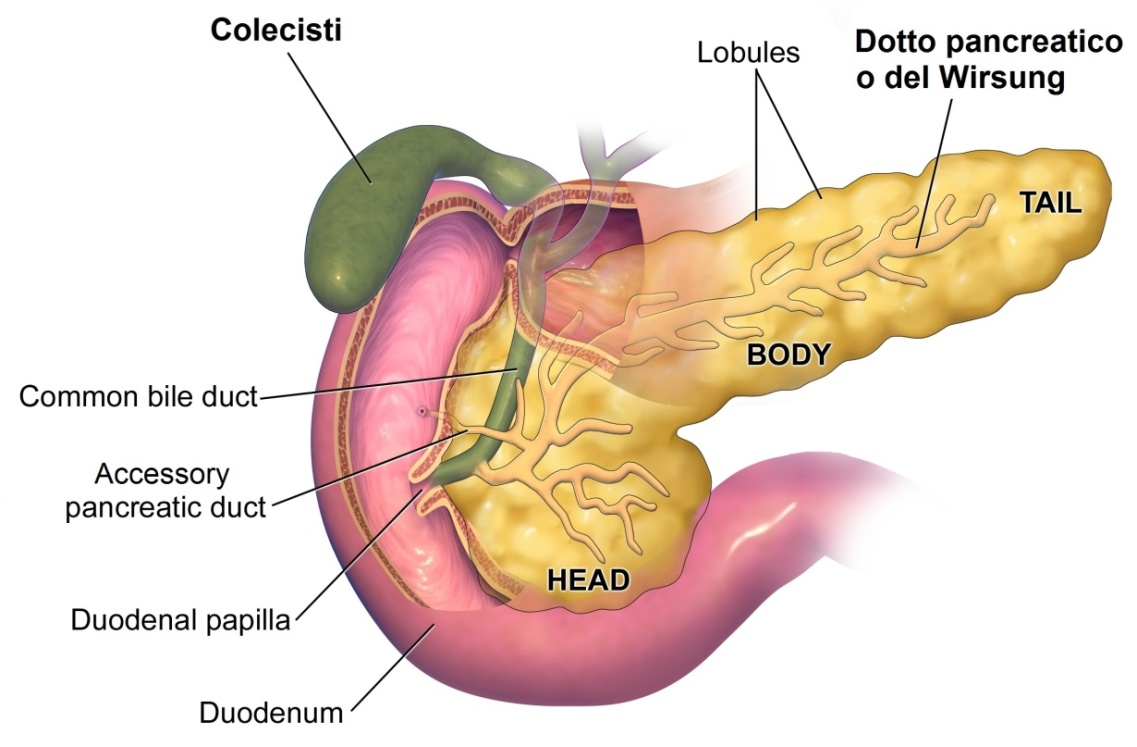 Colecisti
Lobules
Dotto pancreatico
o del Wirsung
TAIL
BODY
Common bile duct
Accessory
pancreatic duct
HEAD
Duodenal papilla
Duodenum